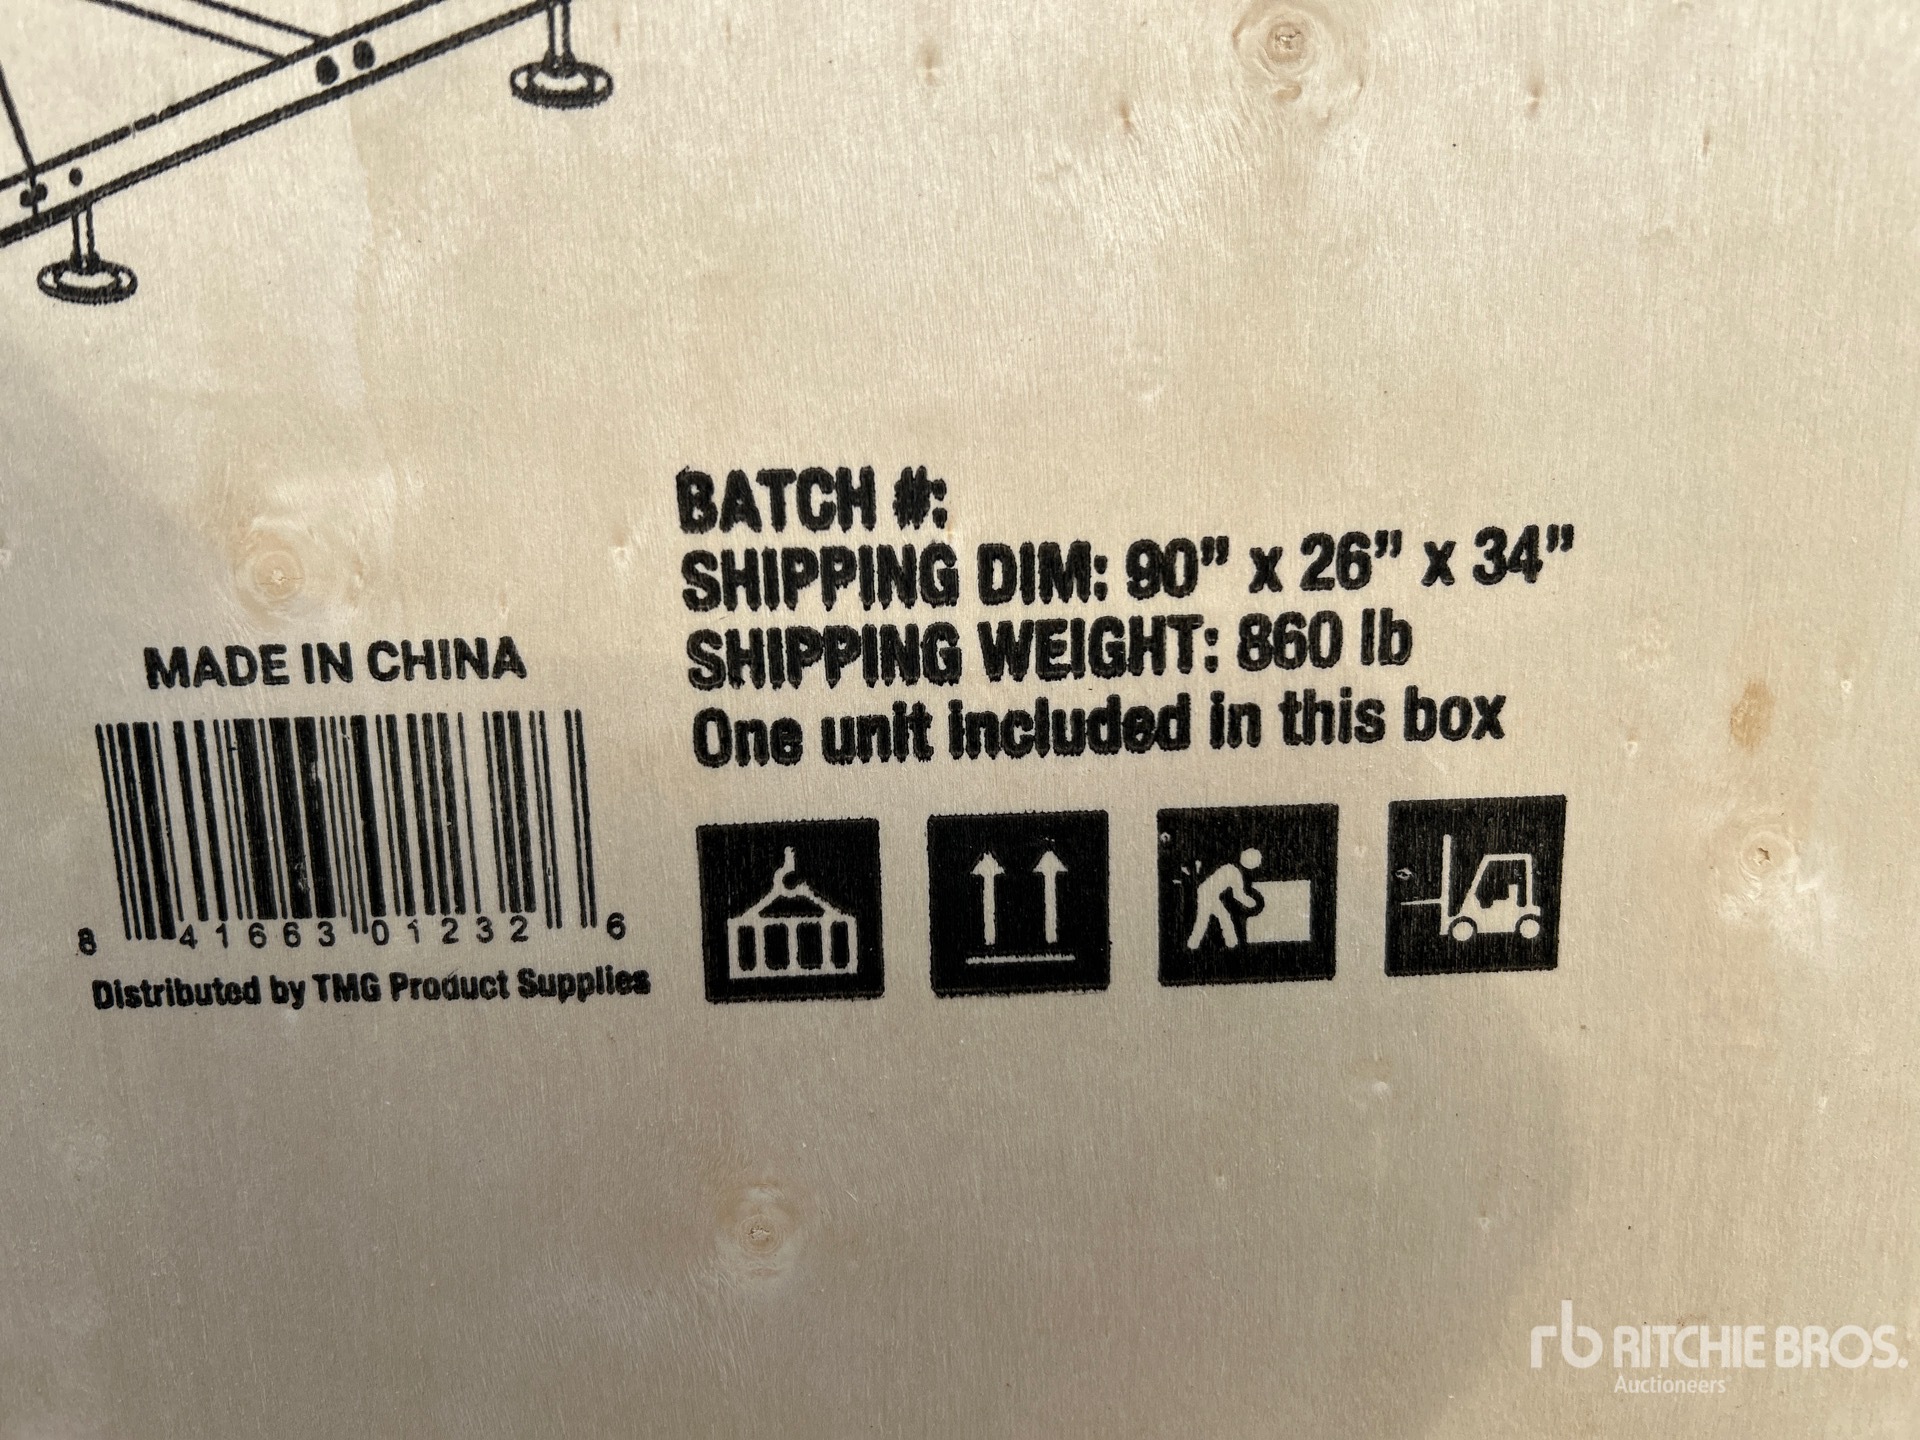 BATCH #:
SHIPPING DIM: 90" x 26" x 34"
SHIPPING WEIGHT: 860 lb
One unit included in this box
MADE IN CHINA
8 41663 01232 6
Distributed by TMG Product Supplies
rb RITCHIE BROS.
Auctioneers